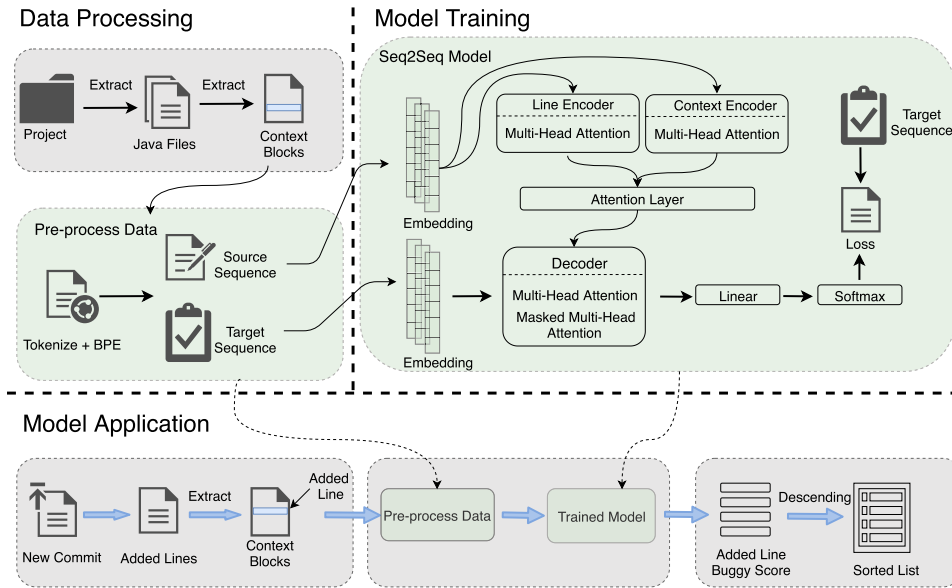 Data Processing
Extract
Extract
Project
Java Files
Context
Blocks
Pre-process Data
Source
Sequence
Tokenize + BPE
Target
Sequence
Model Training
Seq2Seq Model
Embedding
Line Encoder
Multi-Head Attention
Context Encoder
Multi-Head Attention
Attention Layer
Target
Sequence
Loss
Embedding
Decoder
Multi-Head Attention
Masked Multi-Head
Attention
Linear
Softmax
Model Application
New Commit
Added Lines
Extract
Added
Line
Context
Blocks
Pre-process Data
Trained Model
Added Line
Buggy Score
Descending
Sorted List